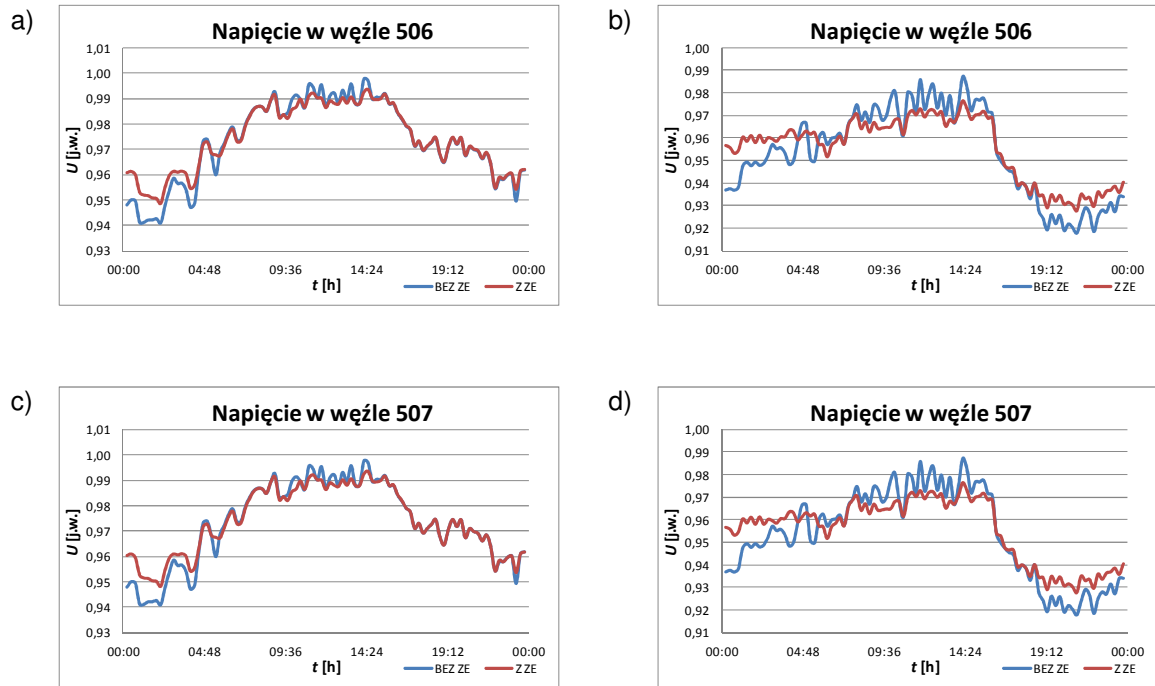 a)
Napięcie w węźle 506
1,01
1,00
0,99
0,98
0,97
0,96
0,95
0,94
0,93
U [j.w.]
00:00 04:48 09:36 14:24 19:12 00:00
t [h]
BEZ ZE Z ZE
b)
Napięcie w węźle 506
1,00
0,99
0,98
0,97
0,96
0,95
0,94
0,93
0,92
0,91
U [j.w.]
00:00 04:48 09:36 14:24 19:12 00:00
t [h]
BEZ ZE Z ZE
c)
Napięcie w węźle 507
1,01
1,00
0,99
0,98
0,97
0,96
0,95
0,94
0,93
U [j.w.]
00:00 04:48 09:36 14:24 19:12 00:00
t [h]
BEZ ZE Z ZE
d)
Napięcie w węźle 507
1,00
0,99
0,98
0,97
0,96
0,95
0,94
0,93
0,92
0,91
U [j.w.]
00:00 04:48 09:36 14:24 19:12 00:00
t [h]
BEZ ZE Z ZE